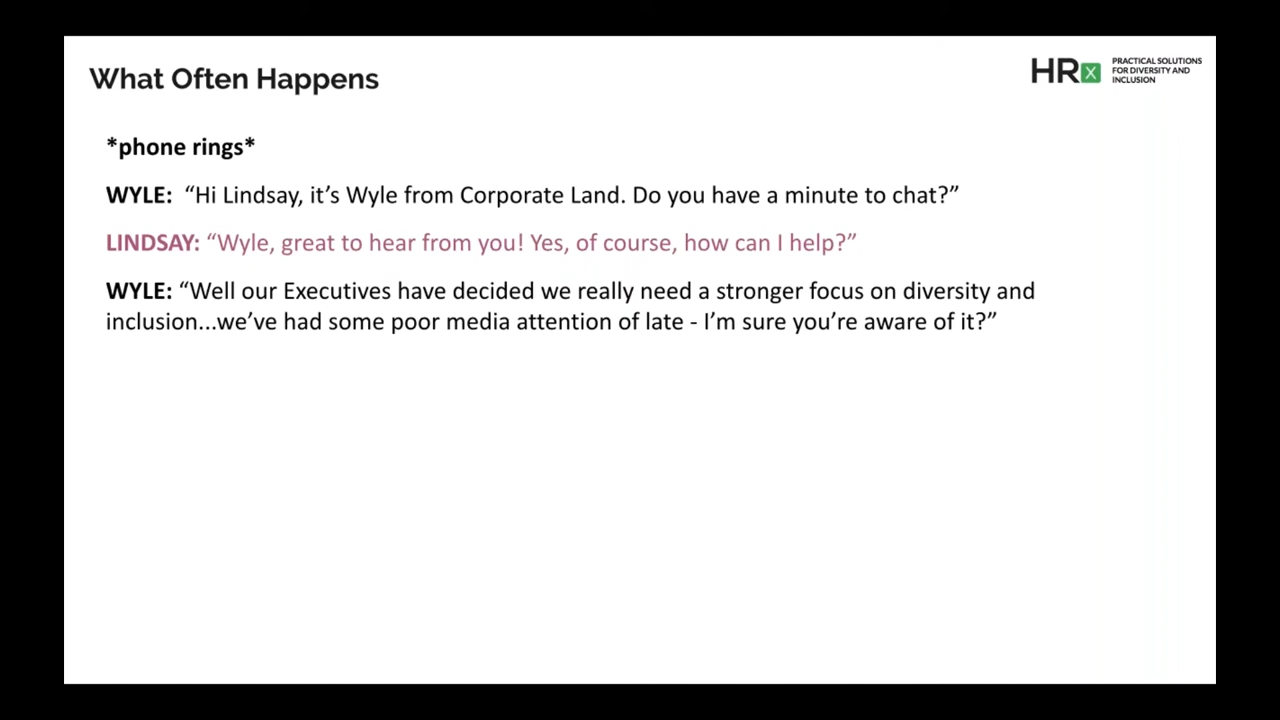 What Often Happens
HRx
PRACTICAL SOLUTIONS
FOR DIVERSITY AND
INCLUSION
*phone rings*
WYLE:  “Hi Lindsay, it’s Wyle from Corporate Land. Do you have a minute to chat?”
LINDSAY: “Wyle, great to hear from you! Yes, of course, how can I help?”
WYLE: “Well our Executives have decided we really need a stronger focus on diversity and
inclusion...we’ve had some poor media attention of late - I’m sure you’re aware of it?”